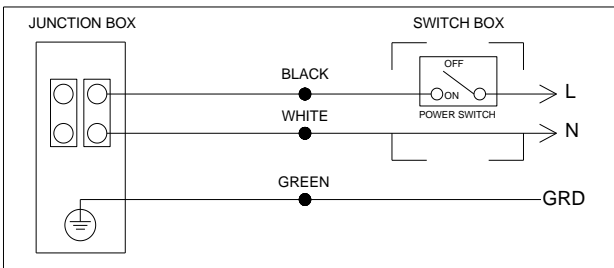 JUNCTION BOX
SWITCH BOX
OFF
BLACK
ON
L
POWER SWITCH
WHITE
N
GREEN
GRD